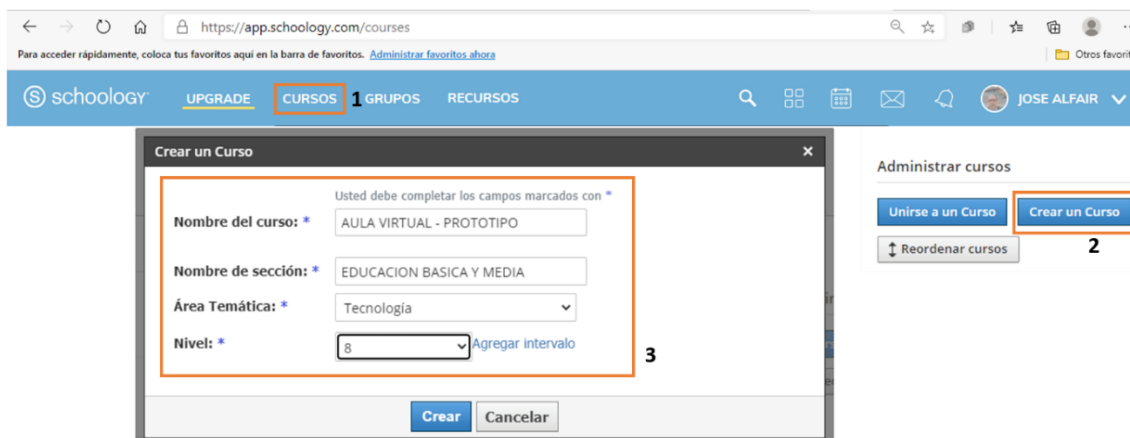 https://app.schoology.com/courses
Para acceder rápidamente, coloca tus favoritos aquí en la barra de favoritos. Administrar favoritos ahora
Otros favorit
S schoology UPGRADE CURSOS 1 GRUPOS RECURSOS JOSE ALFAIR
Crear un Curso ×
Usted debe completar los campos marcados con *
Nombre del curso: * AULA VIRTUAL - PROTOTIPO
Nombre de sección: * EDUCACION BASICA Y MEDIA
Área Temática: * Tecnología
Nivel: * 8 Agregar intervalo
3
Crear Cancelar
Administrar cursos
Unirse a un Curso Crear un Curso
Reordenar cursos 2